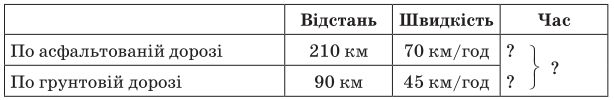 Відстань Швидкість Час
По асфальтованій дорозі 210 км 70 км/год ?
?
По грунтовій дорозі 90 км 45 км/год ?